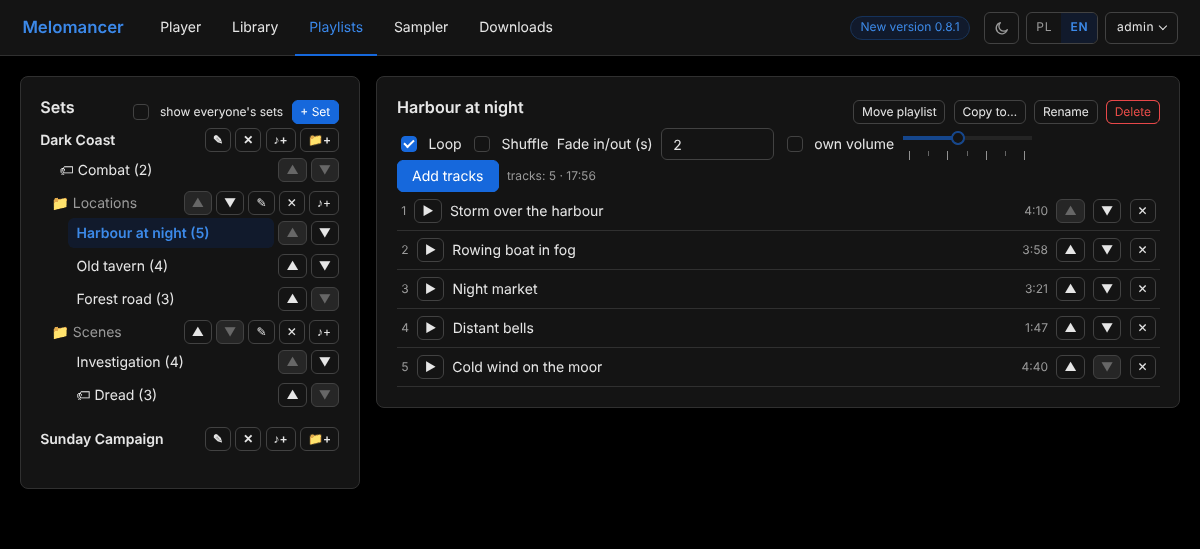 Melomancer Player Library Playlists Sampler Downloads New version 0.8.1 PL EN admin
Sets show everyone's sets + Set
Dark Coast ♪+ +
Combat (2)
Locations ♪+
Harbour at night (5)
Old tavern (4)
Forest road (3)
Scenes ♪+
Investigation (4)
Dread (3)
Sunday Campaign ♪+ +
Harbour at night Move playlist Copy to... Rename Delete
Loop Shuffle Fade in/out (s) 2 own volume
Add tracks tracks: 5 · 17:56
1 Storm over the harbour 4:10
2 Rowing boat in fog 3:58
3 Night market 3:21
4 Distant bells 1:47
5 Cold wind on the moor 4:40